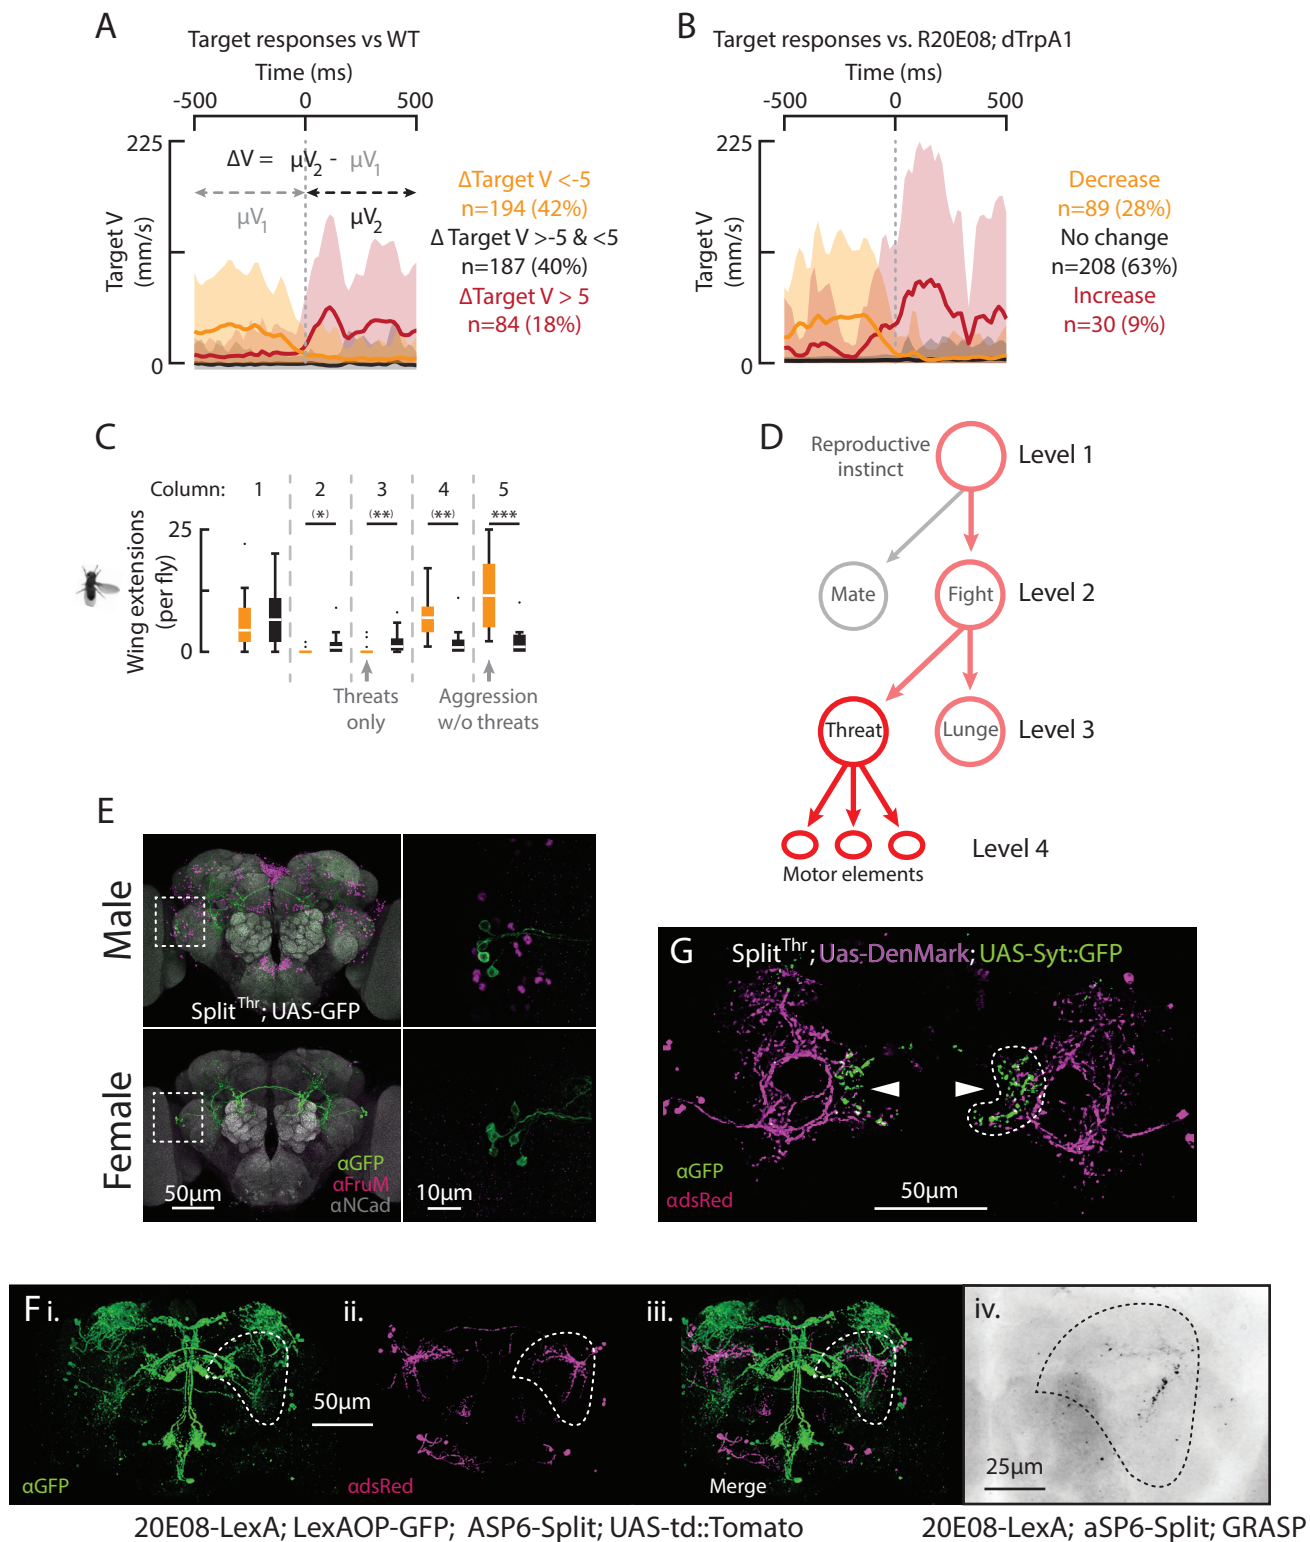 A
Target responses vs WT
Time (ms)
-500 0 500
225
0
Target V
(mm/s)
ΔV = μV2 - μV1
μV1 μV2
ΔTarget V <-5
n=194 (42%)
Δ Target V >-5 & <5
n=187 (40%)
ΔTarget V > 5
n=84 (18%)
B
Target responses vs. R20E08; dTrpA1
Time (ms)
-500 0 500
225
0
Target V
(mm/s)
Decrease
n=89 (28%)
No change
n=208 (63%)
Increase
n=30 (9%)
C
Column: 1 2 3 4 5
(*) (**) (**) ***
25
0
Wing extensions
(per fly)
Threats
only
Aggression
w/o threats
D
Reproductive
instinct
Level 1
Mate
Fight
Level 2
Threat
Lunge
Level 3
Level 4
Motor elements
E
Male
SplitThr; UAS-GFP
Female
αGFP
αFruM
αNCad
50μm
10μm
G
SplitThr; Uas-DenMark; UAS-Syt::GFP
αGFP
αdsRed
50μm
F i. ii. iii. iv.
50μm
αGFP
αdsRed
Merge
25μm
20E08-LexA; LexAOP-GFP; ASP6-Split; UAS-td::Tomato
20E08-LexA; aSP6-Split; GRASP